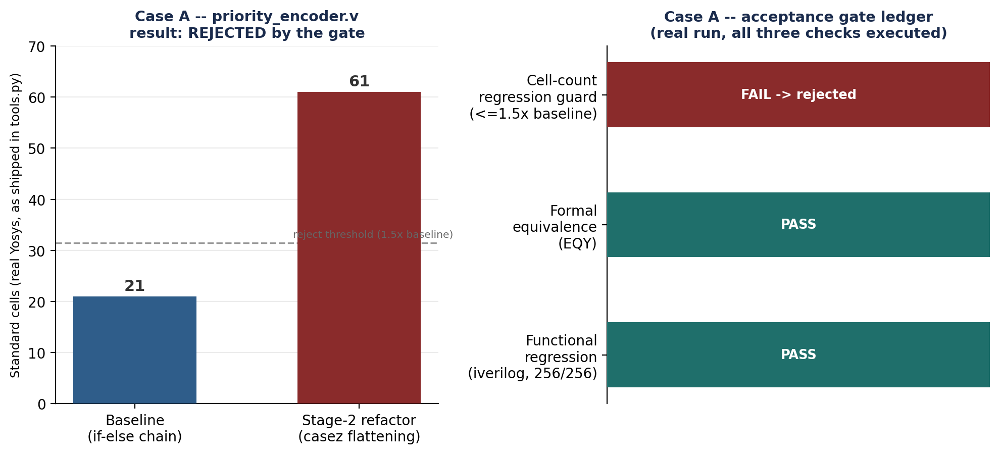 Case A -- priority_encoder.v
result: REJECTED by the gate
Standard cells (real Yosys, as shipped in tools.py)
70
60
50
40
30
20
10
0
61
reject threshold (1.5x baseline)
21
Baseline
(if-else chain)
Stage-2 refactor
(casez flattening)
Case A -- acceptance gate ledger
(real run, all three checks executed)
Cell-count
regression guard
(<=1.5x baseline)
FAIL -> rejected
Formal
equivalence
(EQY)
PASS
Functional
regression
(iverilog, 256/256)
PASS